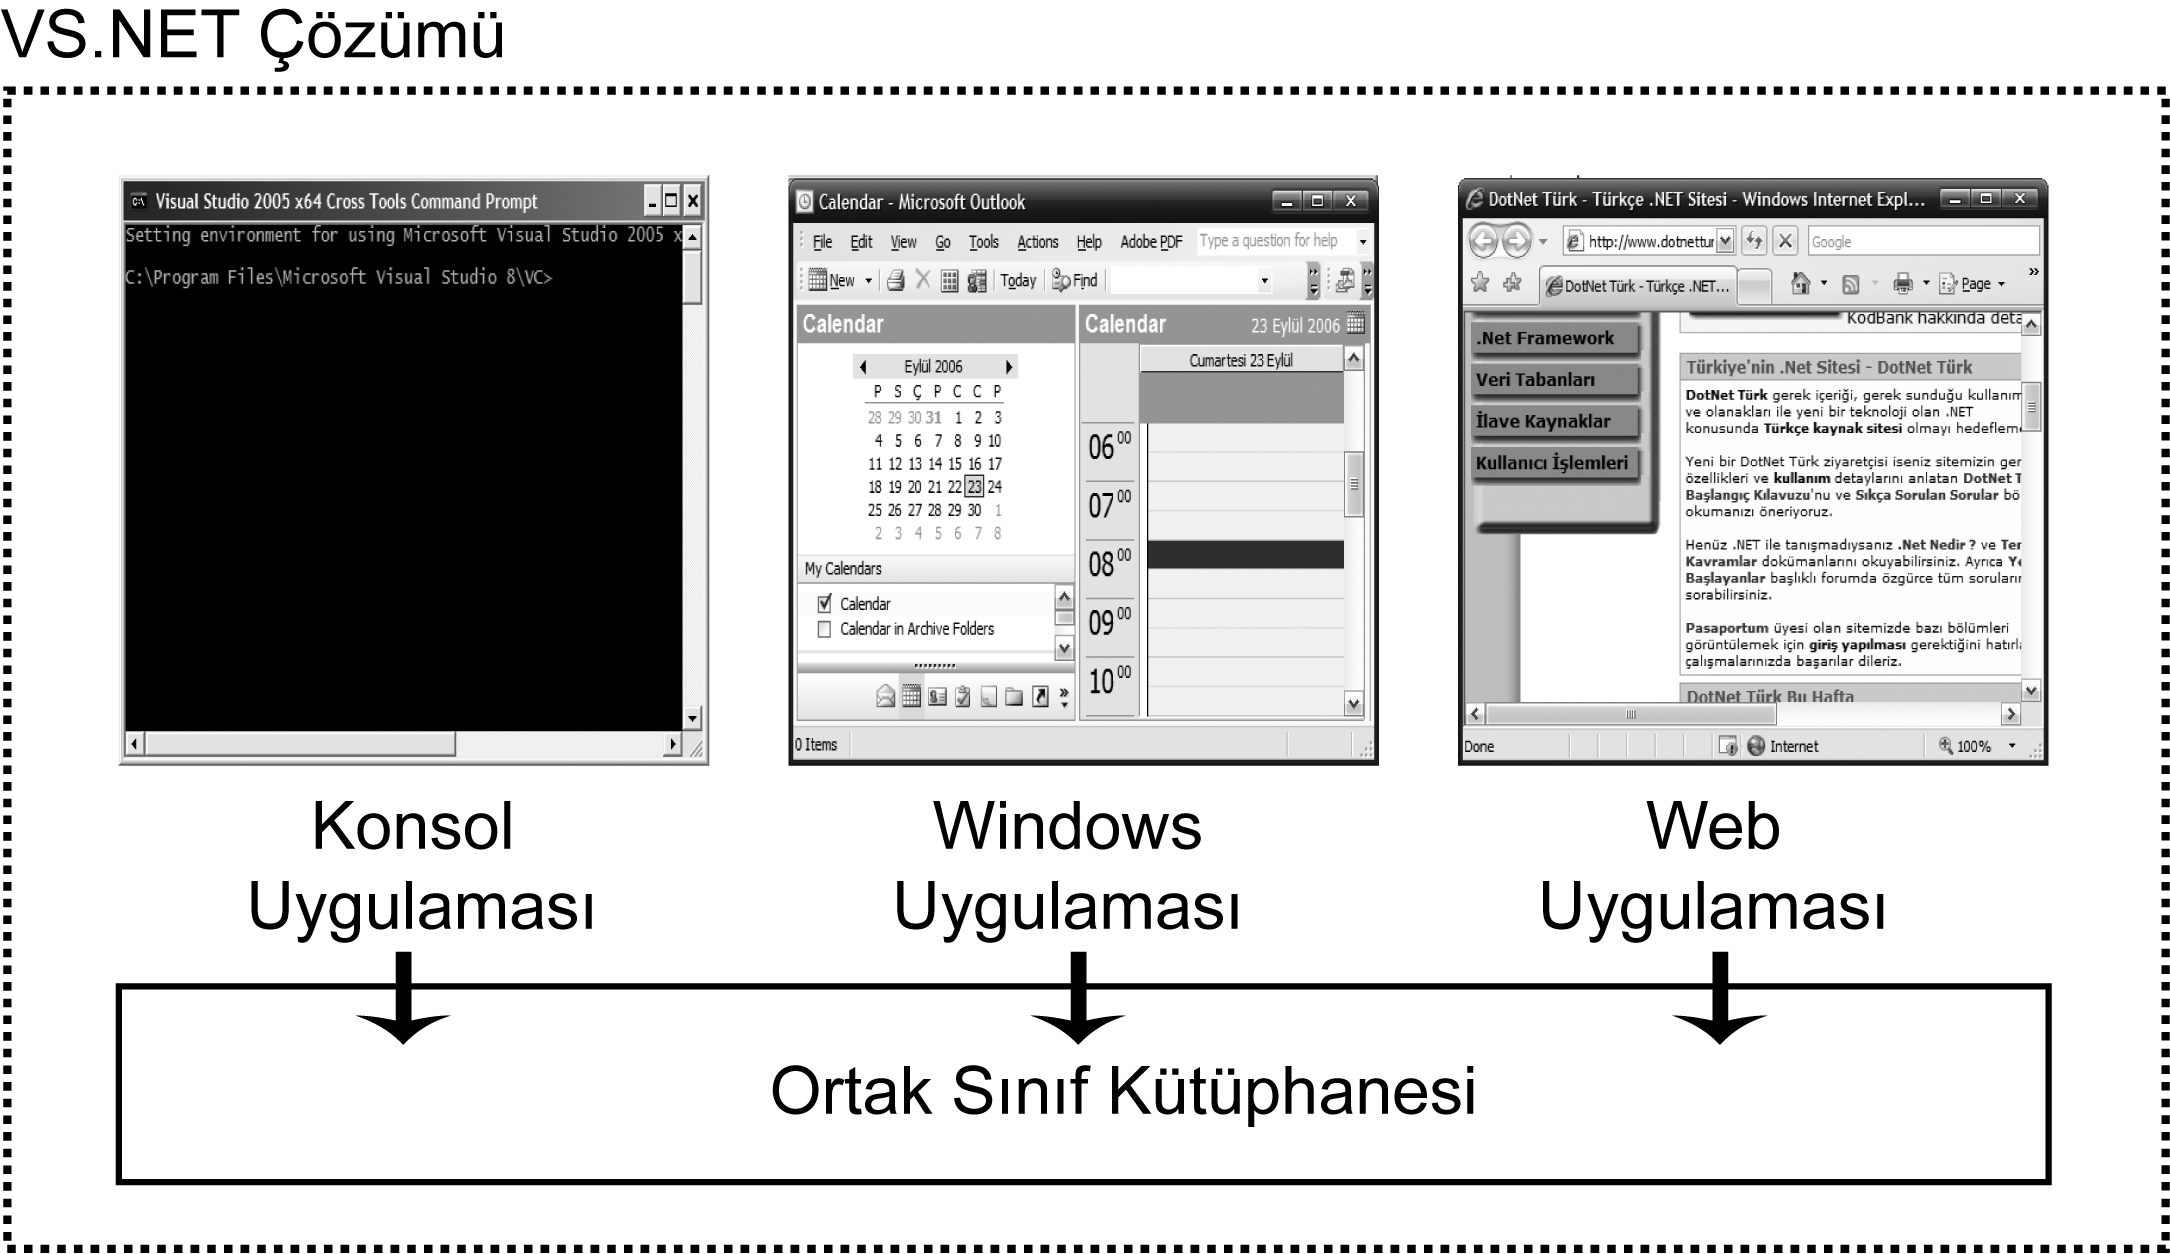 VS.NET Çözümü
Visual Studio 2005 x64 Cross Tools Command Prompt
Setting environment for using Microsoft Visual Studio 2005 x
C:\Program Files\Microsoft Visual Studio 8\VC>
Calendar - Microsoft Outlook
File Edit View Go Tools Actions Help Adobe PDF Type a question for help
New Today Find
Calendar
Eylül 2006
P S Ç P C C P
28 29 30 31 1 2 3
4 5 6 7 8 9 10
11 12 13 14 15 16 17
18 19 20 21 22 23 24
25 26 27 28 29 30 1
2 3 4 5 6 7 8
My Calendars
Calendar
Calendar in Archive Folders
0 Items
Calendar 23 Eylül 2006
Cumartesi 23 Eylül
06 00
07 00
08 00
09 00
10 00
DotNet Türk - Türkçe .NET Sitesi - Windows Internet Expl...
http://www.dotnettur Google
DotNet Türk - Türkçe .NET... Page
.Net Framework
Veri Tabanları
İlave Kaynaklar
Kullanıcı İşlemleri
KodBank hakkında deta
Türkiye'nin .Net Sitesi - DotNet Türk
DotNet Türk gerek içeriği, gerek sunduğu kullanım
ve olanakları ile yeni bir teknoloji olan .NET
konusunda Türkçe kaynak sitesi olmayı hedefleme
Yeni bir DotNet Türk ziyaretçisi iseniz sitemizin ger
özellikleri ve kullanım detaylarını anlatan DotNet T
Başlangıç Kılavuzu'nu ve Sıkça Sorulan Sorular bö
okumanızı öneriyoruz.
Henüz .NET ile tanışmadıysanız .Net Nedir ? ve Ter
Kavramlar dokümanlarını okuyabilirsiniz. Ayrıca Ye
Başlayanlar başlıklı forumda özgürce tüm soruların
sorabilirsiniz.
Pasaportum üyesi olan sitemizde bazı bölümleri
görüntülemek için giriş yapılması gerektiğini hatırla
çalışmalarınızda başarılar dileriz.
DotNet Türk Bu Hafta
Done Internet 100%
Konsol
Uygulaması
Windows
Uygulaması
Web
Uygulaması
Ortak Sınıf Kütüphanesi